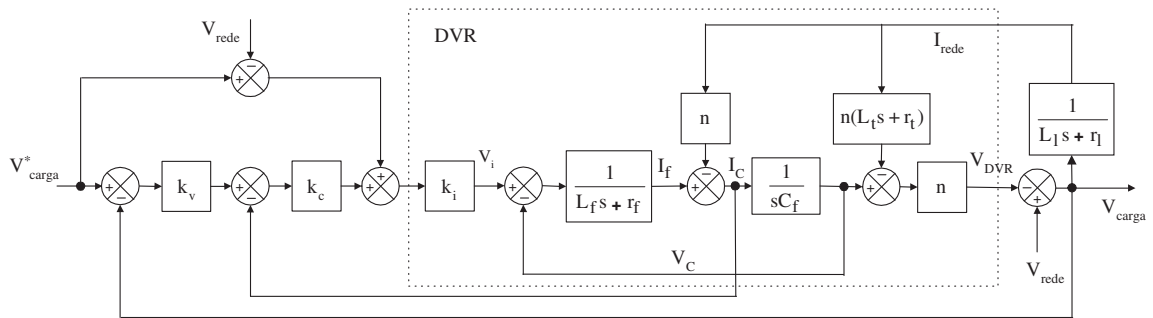 DVR
V_rede
I_rede
n
n(L_t s + r_t)
1
L_l s + r_l
V*_carga
k_v
k_c
k_i
V_i
1
L_f s + r_f
I_f
I_C
1
sC_f
n
V_DVR
V_carga
V_C
V_rede